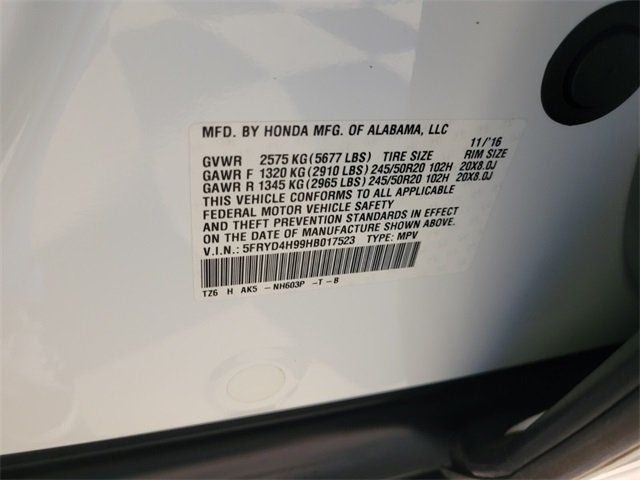 MFD. BY HONDA MFG. OF ALABAMA, LLC 11/'16
GVWR 2575 KG (5677 LBS) TIRE SIZE RIM SIZE
GAWR F 1320 KG (2910 LBS) 245/50R20 102H 20X8.0J
GAWR R 1345 KG (2965 LBS) 245/50R20 102H 20X8.0J
THIS VEHICLE CONFORMS TO ALL APPLICABLE
FEDERAL MOTOR VEHICLE SAFETY
AND THEFT PREVENTION STANDARDS IN EFFECT
ON THE DATE OF MANUFACTURE SHOWN ABOVE.
V.I.N.: 5FRYD4H99HB017523 TYPE: MPV
TZ6 H AK5 -NH603P -T-B